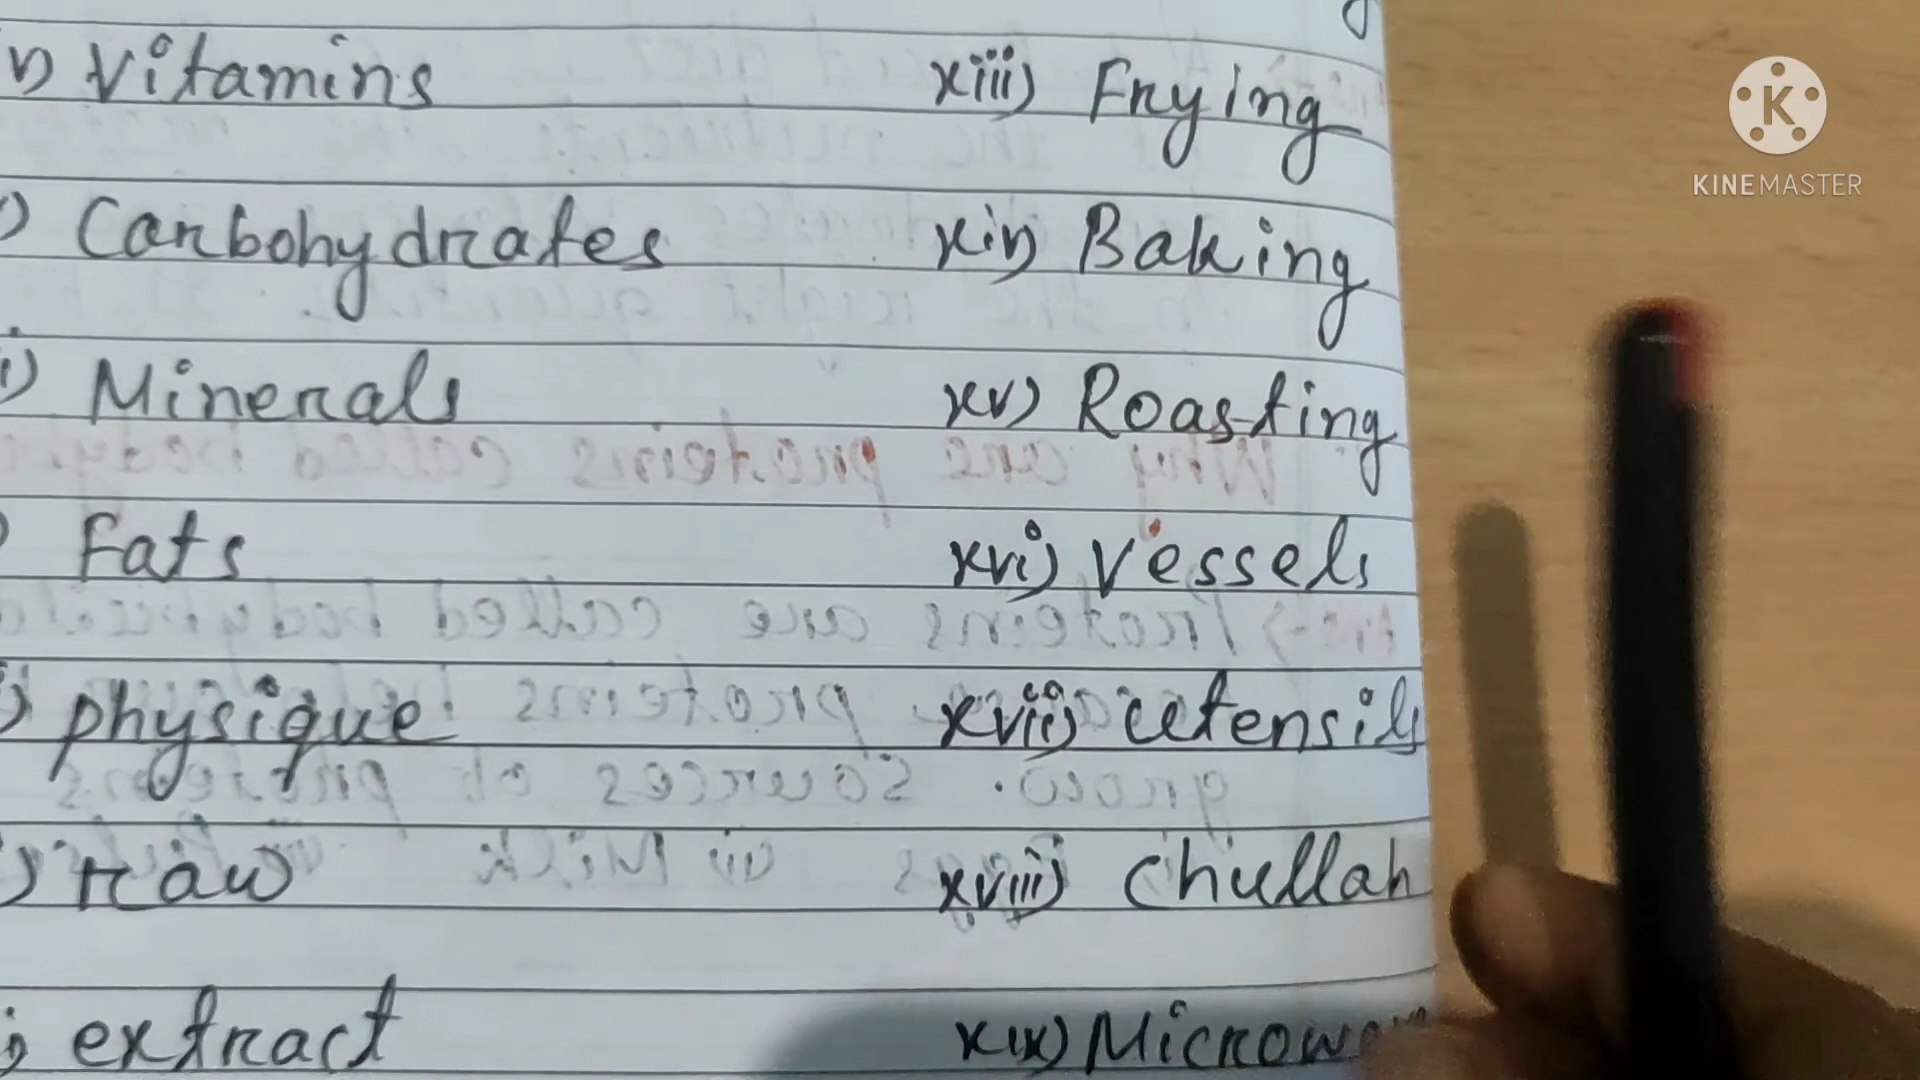 v) Vitamins
Carbohydrates
Minerals
Fats
physique
raw
extract
xiii) Frying
xiv) Baking
xv) Roasting
xvi) Vessels
xvii) utensils
xviii) Chullah
xix)
KINEMASTER